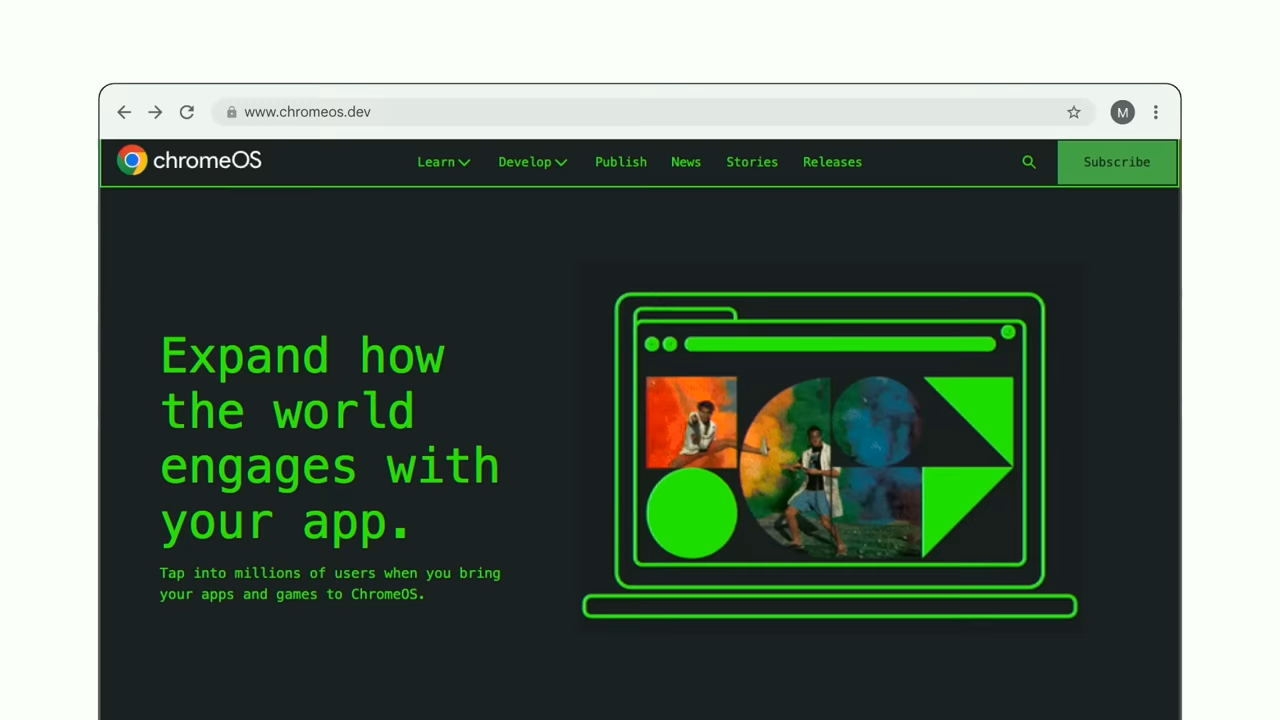 www.chromeos.dev
M
chromeOS
Learn Develop Publish News Stories Releases
Subscribe
Expand how
the world
engages with
your app.
Tap into millions of users when you bring
your apps and games to ChromeOS.